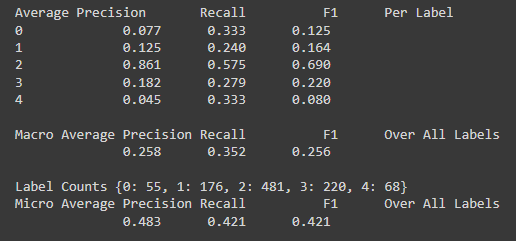 Average Precision Recall F1 Per Label
0 0.077 0.333 0.125
1 0.125 0.240 0.164
2 0.861 0.575 0.690
3 0.182 0.279 0.220
4 0.045 0.333 0.080
Macro Average Precision Recall F1 Over All Labels
0.258 0.352 0.256
Label Counts {0: 55, 1: 176, 2: 481, 3: 220, 4: 68}
Micro Average Precision Recall F1 Over All Labels
0.483 0.421 0.421